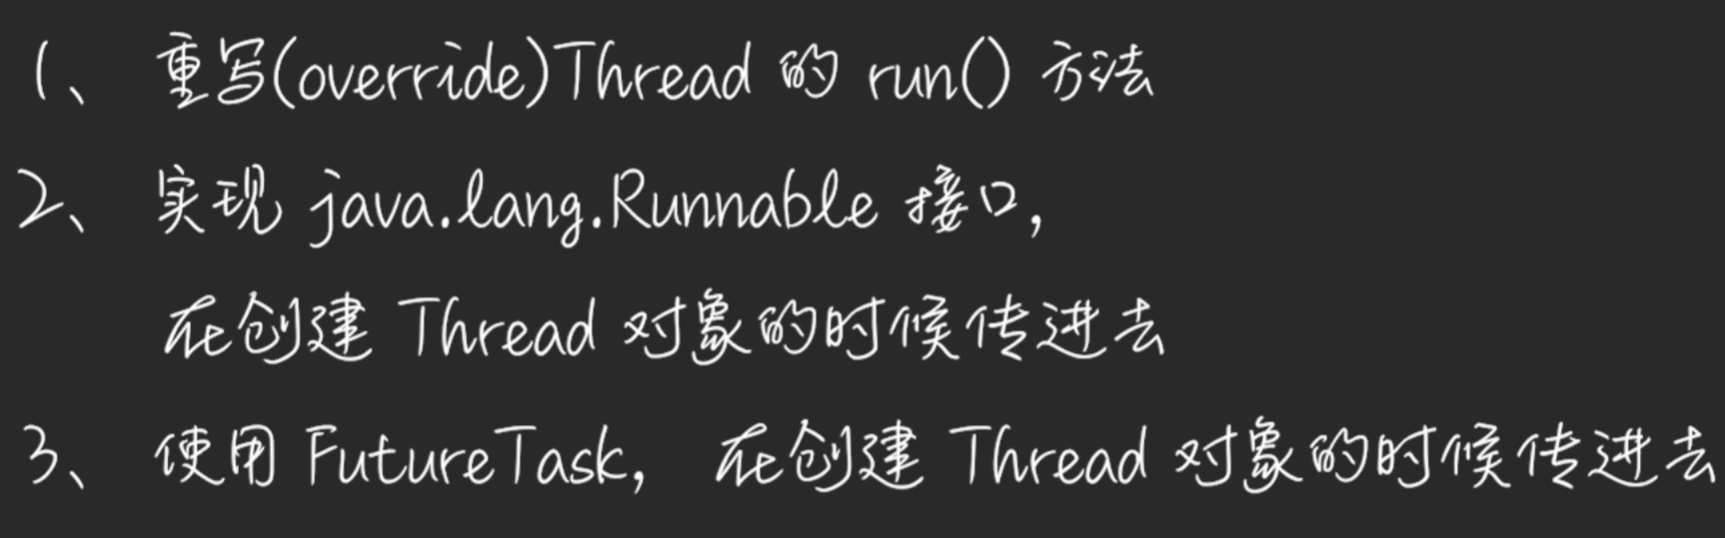 1、 重写(override)Thread 的 run() 方法
2、 实现 java.lang.Runnable 接口,
在创建 Thread 对象的时候传进去
3、 使用 FutureTask, 在创建 Thread 对象的时候传进去